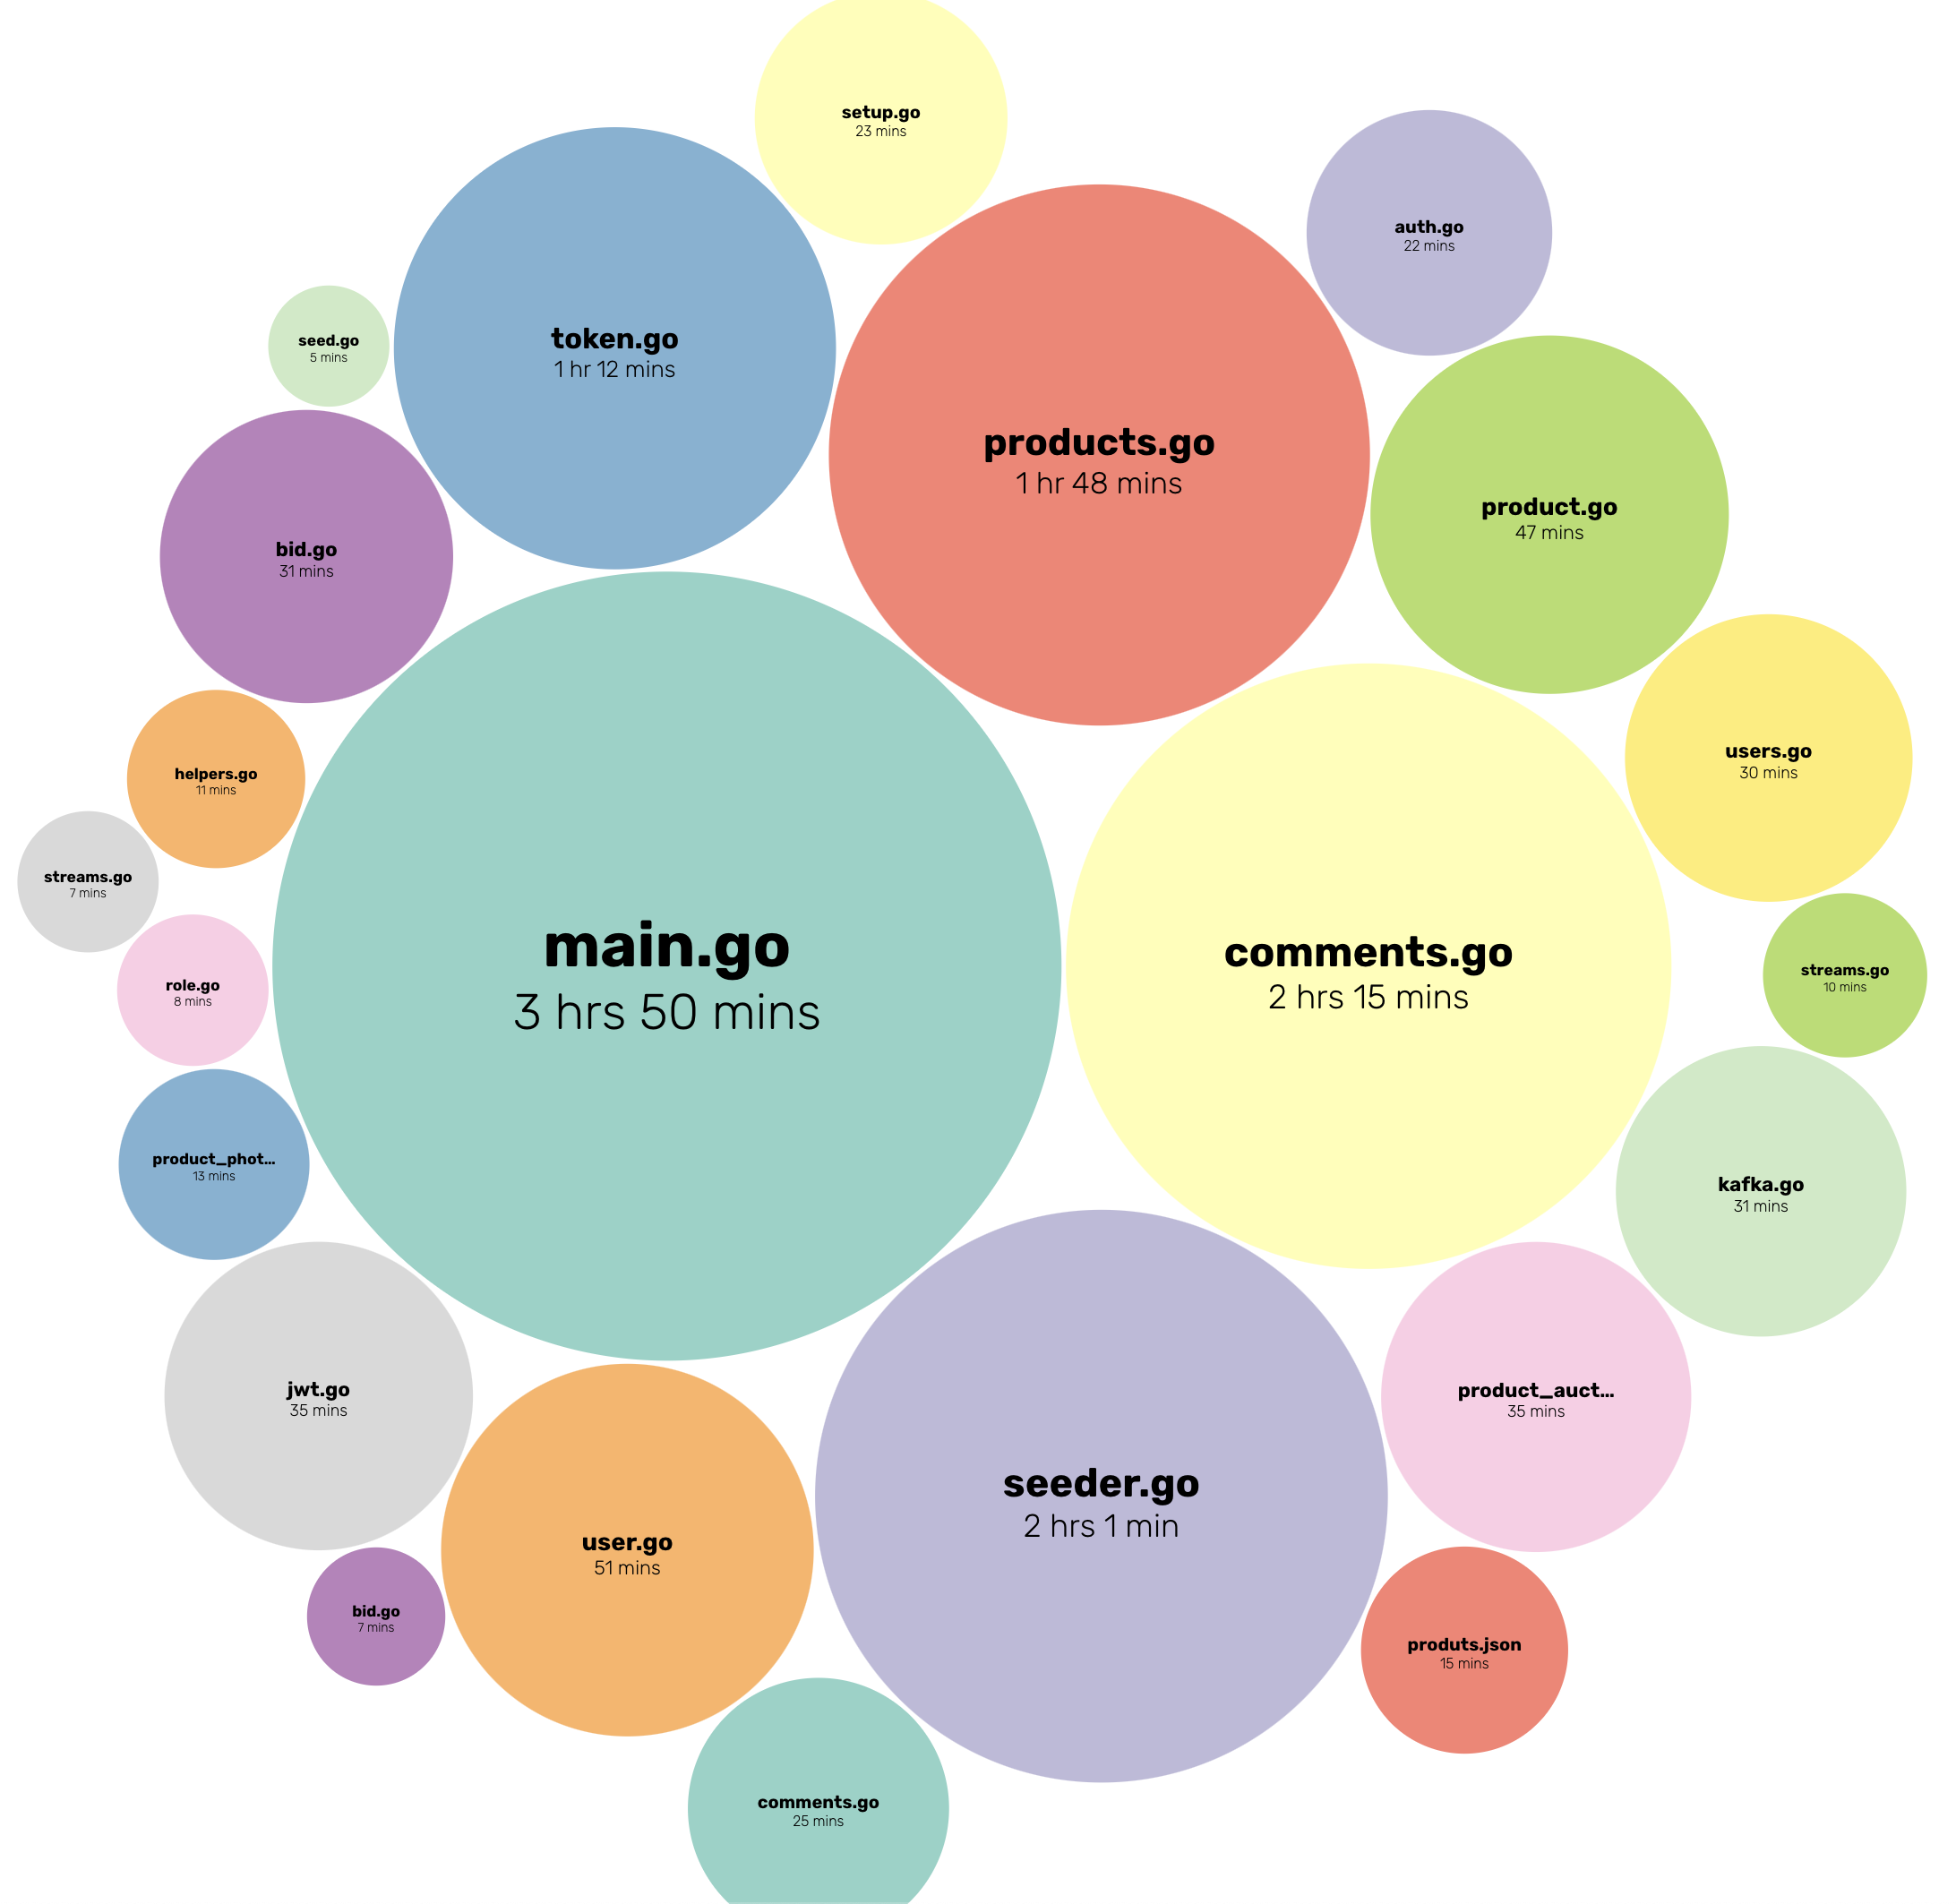 setup.go
23 mins
auth.go
22 mins
token.go
1 hr 12 mins
seed.go
5 mins
products.go
1 hr 48 mins
product.go
47 mins
bid.go
31 mins
users.go
30 mins
helpers.go
11 mins
streams.go
7 mins
main.go
3 hrs 50 mins
comments.go
2 hrs 15 mins
streams.go
10 mins
role.go
8 mins
product_phot...
13 mins
kafka.go
31 mins
jwt.go
35 mins
product_auct...
35 mins
seeder.go
2 hrs 1 min
user.go
51 mins
bid.go
7 mins
produts.json
15 mins
comments.go
25 mins